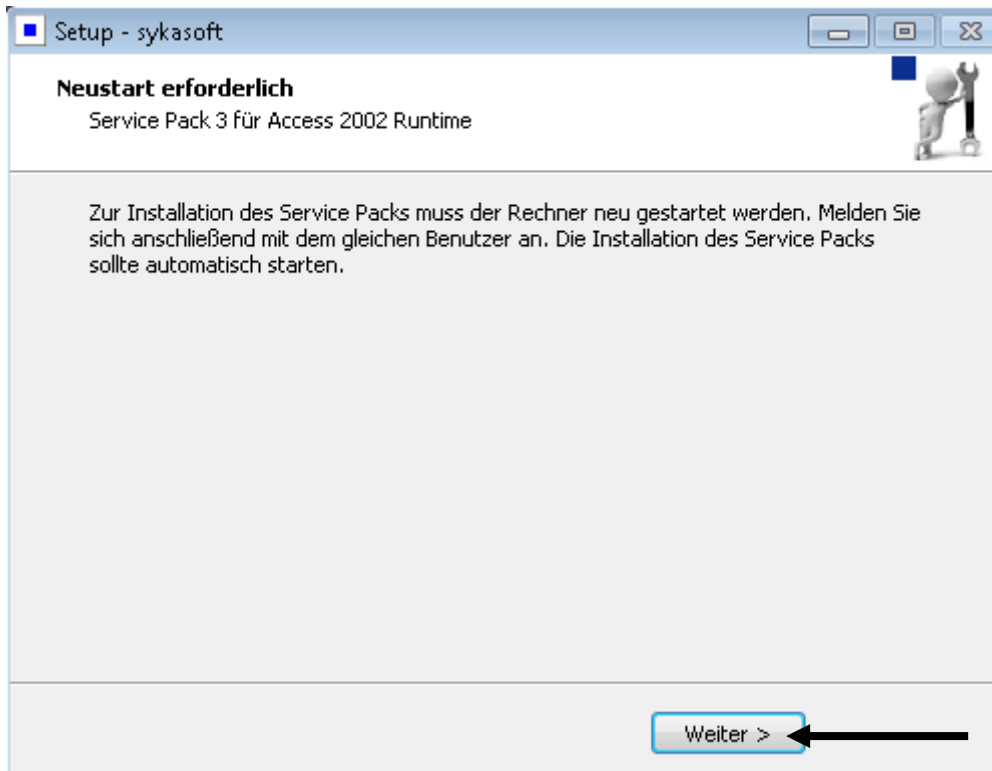 Setup - sykasoft
Neustart erforderlich
Service Pack 3 für Access 2002 Runtime
Zur Installation des Service Packs muss der Rechner neu gestartet werden. Melden Sie
sich anschließend mit dem gleichen Benutzer an. Die Installation des Service Packs
sollte automatisch starten.
Weiter >